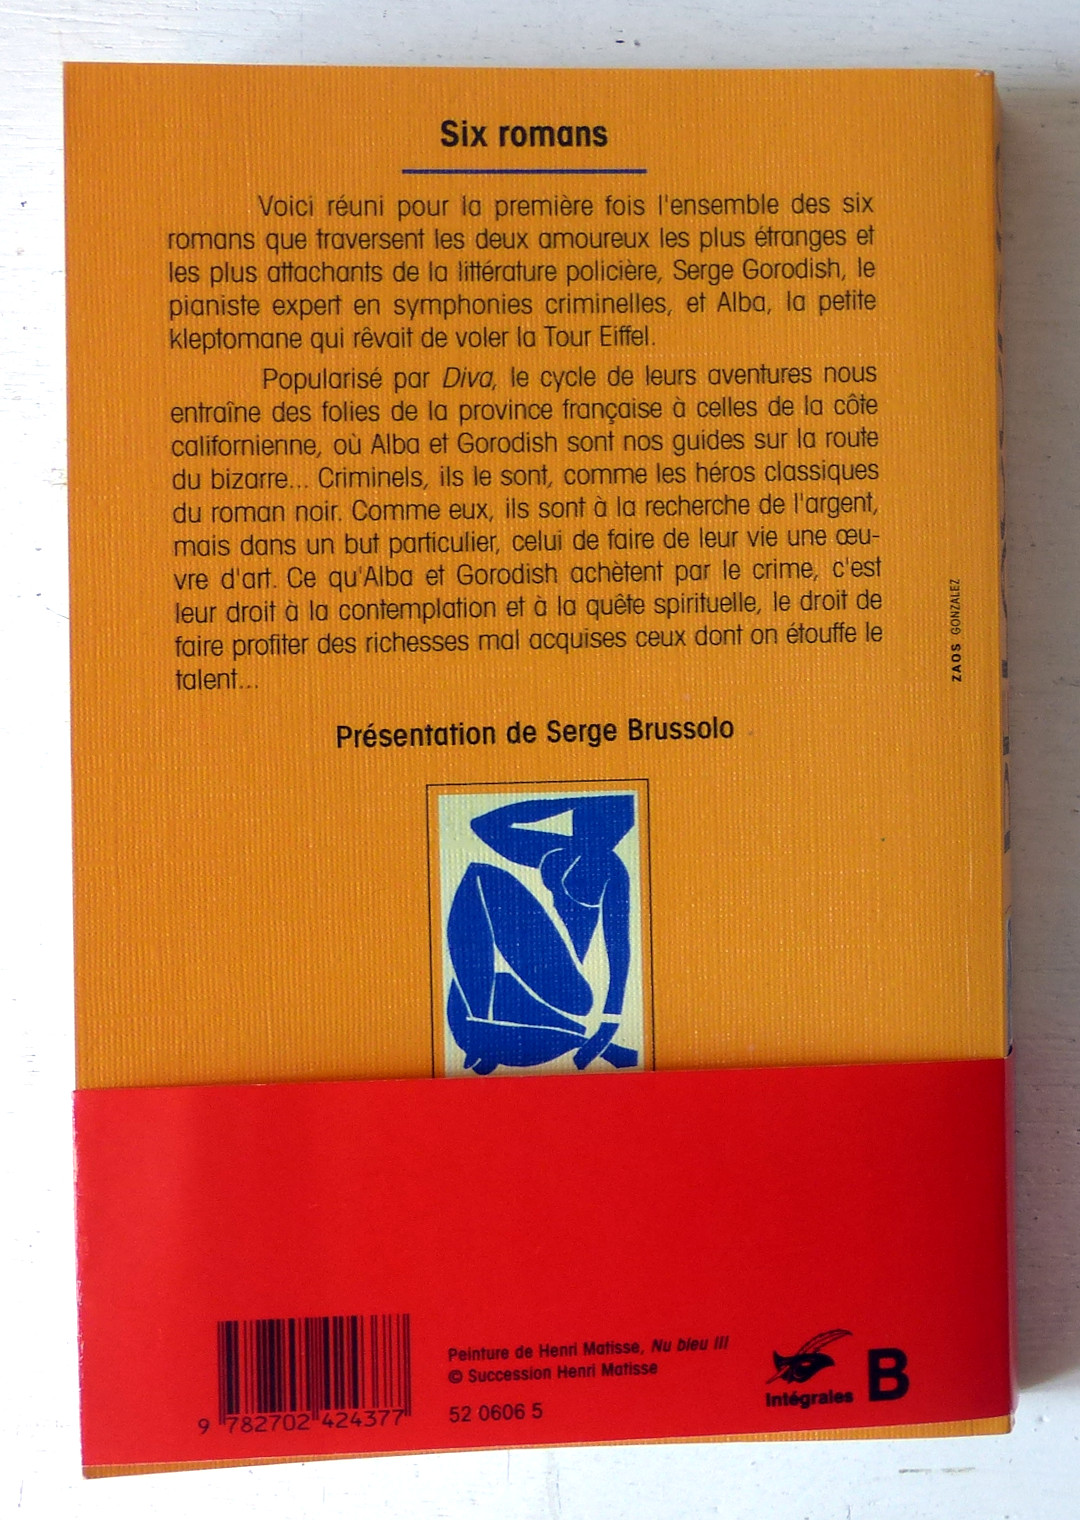 Six romans
Voici réuni pour la première fois l'ensemble des six
romans que traversent les deux amoureux les plus étranges et
les plus attachants de la littérature policière, Serge Gorodish, le
pianiste expert en symphonies criminelles, et Alba, la petite
kleptomane qui rêvait de voler la Tour Eiffel.
Popularisé par Diva, le cycle de leurs aventures nous
entraîne des folies de la province française à celles de la côte
californienne, où Alba et Gorodish sont nos guides sur la route
du bizarre... Criminels, ils le sont, comme les héros classiques
du roman noir. Comme eux, ils sont à la recherche de l'argent,
mais dans un but particulier, celui de faire de leur vie une œu-
vre d'art. Ce qu'Alba et Gorodish achètent par le crime, c'est
leur droit à la contemplation et à la quête spirituelle, le droit de
faire profiter des richesses mal acquises ceux dont on étouffe le
talent...
Présentation de Serge Brussolo
ZAOS GONZALEZ
Peinture de Henri Matisse, Nu bleu III
© Succession Henri Matisse
52 0606 5
9 782702 424377
Intégrales
B